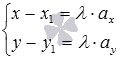 x - x₁ = λ · aₓ
y - y₁ = λ · a_y